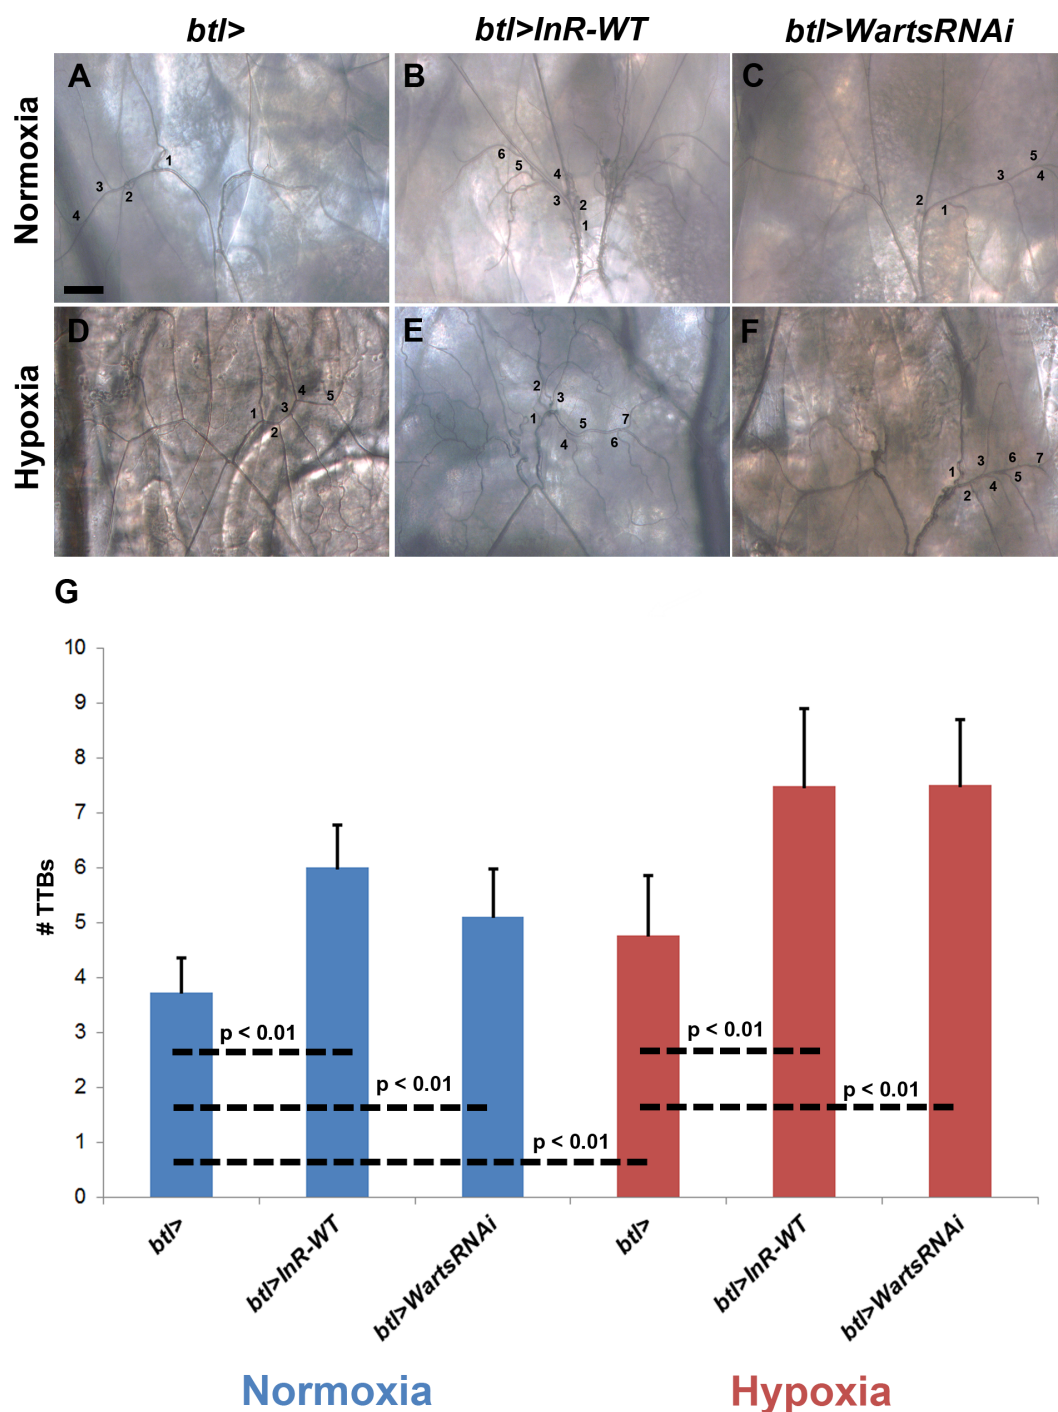 btl> btl>InR-WT btl>WartsRNAi
Normoxia
A
1
3
2
4
B
6
5
4
3
2
1
C
5
3
4
2
1
Hypoxia
D
4
5
3
1
2
E
2
3
1
5
7
4
6
F
7
6
3
1
5
4
2
G
# TTBs
10
9
8
7
6
5
4
3
2
1
0
p < 0.01
p < 0.01
p < 0.01
p < 0.01
p < 0.01
btl>
btl>InR-WT
btl>WartsRNAi
btl>
btl>InR-WT
btl>WartsRNAi
Normoxia Hypoxia